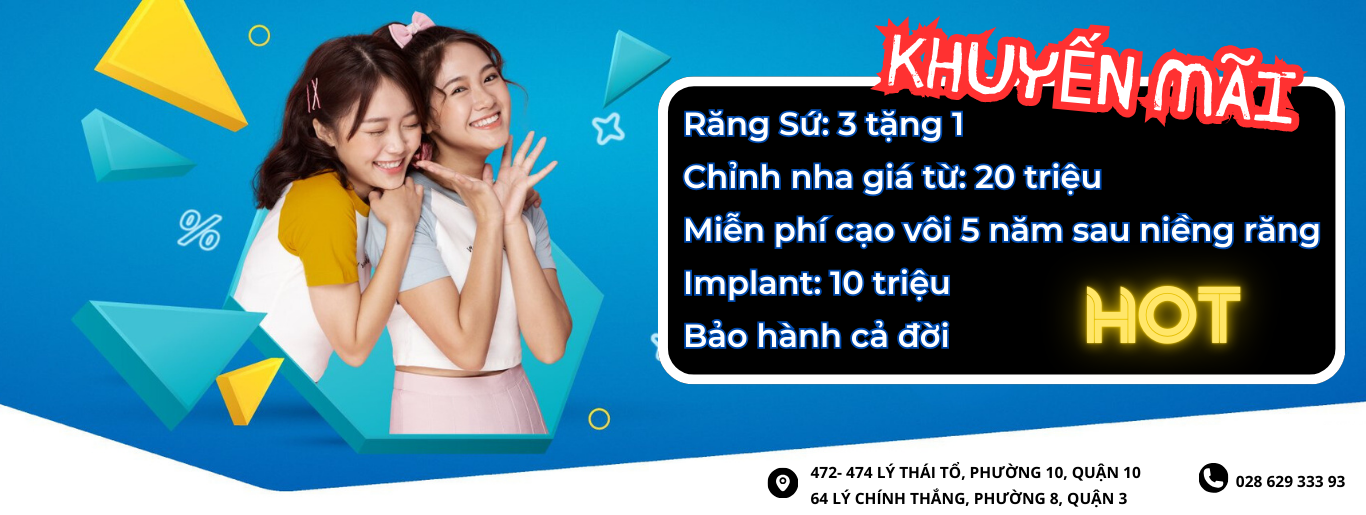 KHUYẾN MÃI
Răng Sứ: 3 tặng 1
Chỉnh nha giá từ: 20 triệu
Miễn phí cạo vôi 5 năm sau niềng răng
Implant: 10 triệu
Bảo hành cả đời
HOT
%
472- 474 LÝ THÁI TỔ, PHƯỜNG 10, QUẬN 10
64 LÝ CHÍNH THẮNG, PHƯỜNG 8, QUẬN 3
028 629 333 93